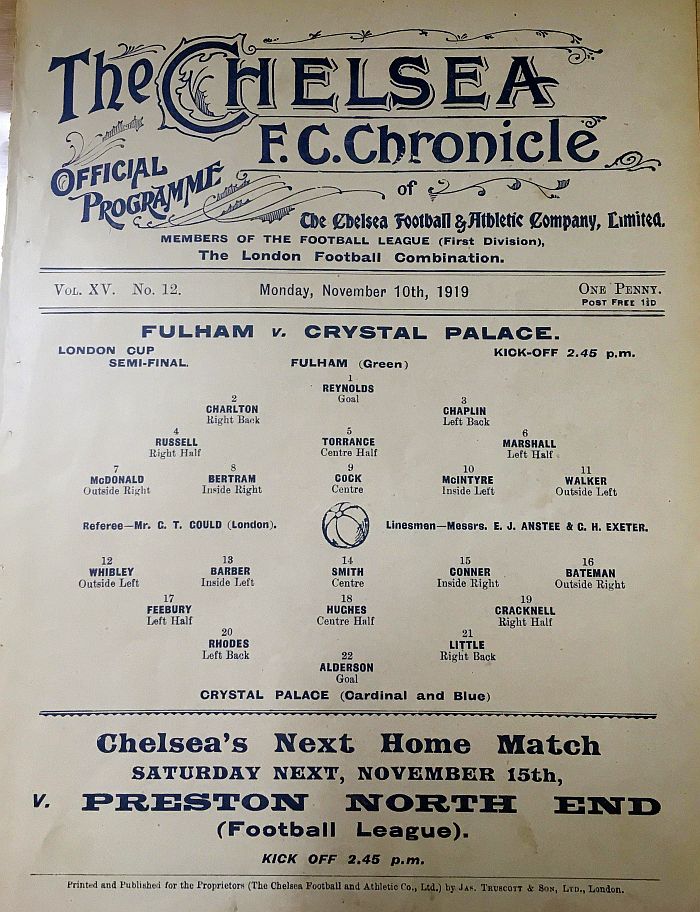 The CHELSEA
F.C. Chronicle
OFFICIAL PROGRAMME
of
The Chelsea Football & Athletic Company, Limited.
MEMBERS OF THE FOOTBALL LEAGUE (First Division),
The London Football Combination.
VOL. XV. No. 12. Monday, November 10th, 1919 ONE PENNY.
POST FREE 1½D
FULHAM v. CRYSTAL PALACE.
LONDON CUP KICK-OFF 2.45 p.m.
SEMI-FINAL. FULHAM (Green)
1
REYNOLDS
Goal
2 3
CHARLTON CHAPLIN
Right Back Left Back
4 5 6
RUSSELL TORRANCE MARSHALL
Right Half Centre Half Left Half
7 8 9 10 11
McDONALD BERTRAM COCK McINTYRE WALKER
Outside Right Inside Right Centre Inside Left Outside Left
Referee—Mr. C. T. COULD (London). Linesmen—Messrs. E. J. ANSTEE & C. H. EXETER.
12 13 14 15 16
WHIBLEY BARBER SMITH CONNER BATEMAN
Outside Left Inside Left Centre Inside Right Outside Right
17 18 19
FEEBURY HUGHES CRACKNELL
Left Half Centre Half Right Half
20 21
RHODES LITTLE
Left Back Right Back
22
ALDERSON
Goal
CRYSTAL PALACE (Cardinal and Blue)
Chelsea's Next Home Match
SATURDAY NEXT, NOVEMBER 15th,
v. PRESTON NORTH END
(Football League).
KICK OFF 2.45 p.m.
Printed and Published for the Proprietors (The Chelsea Football and Athletic Co., Ltd.) by JAS. TRUSCOTT & SON, LTD., London.